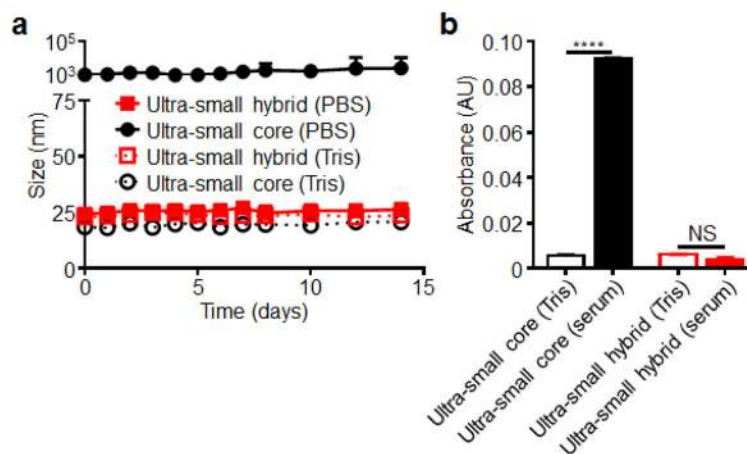 a
10^5
10^3
75
50
25
0
Size (nm)
Ultra-small hybrid (PBS)
Ultra-small core (PBS)
Ultra-small hybrid (Tris)
Ultra-small core (Tris)
0
5
10
15
Time (days)
b
0.10
0.08
0.06
0.04
0.02
0
Absorbance (AU)
****
NS
Ultra-small core (Tris)
Ultra-small core (serum)
Ultra-small hybrid (Tris)
Ultra-small hybrid (serum)